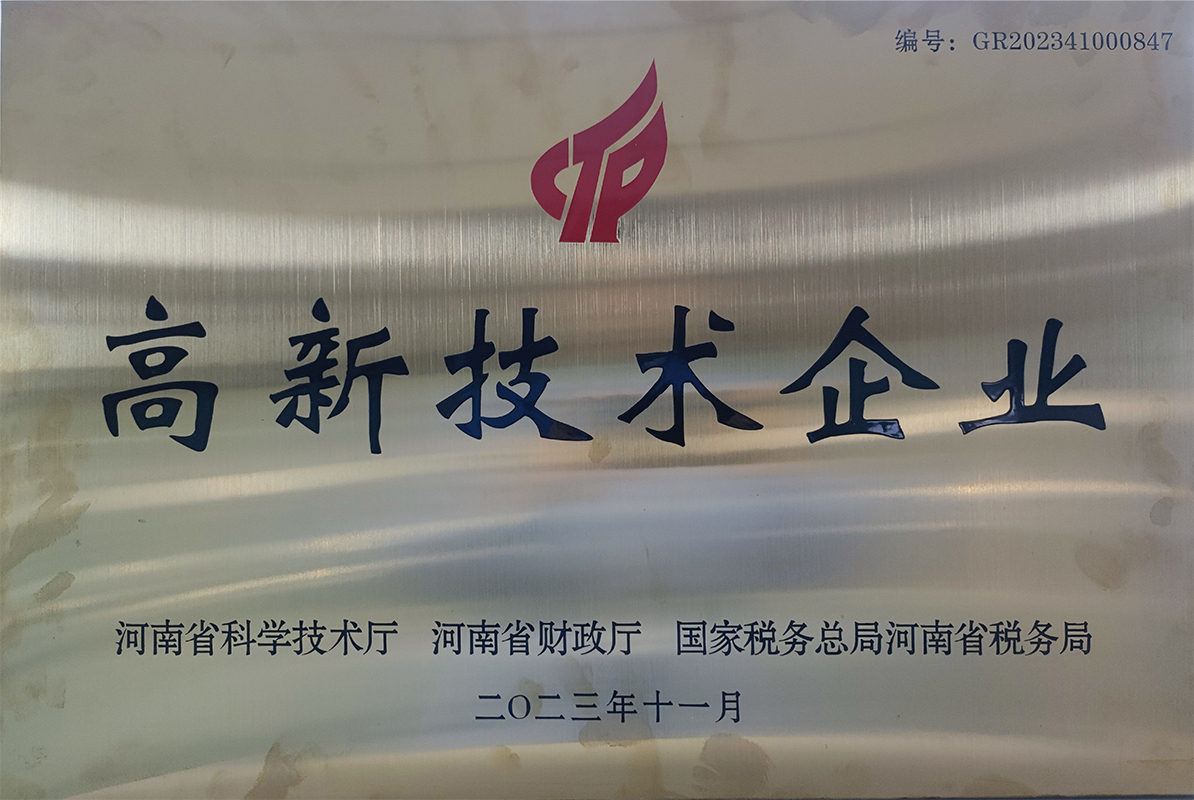 编号：GR202341000847
CTP
高新技术企业
河南省科学技术厅 河南省财政厅 国家税务总局河南省税务局
二〇二三年十一月